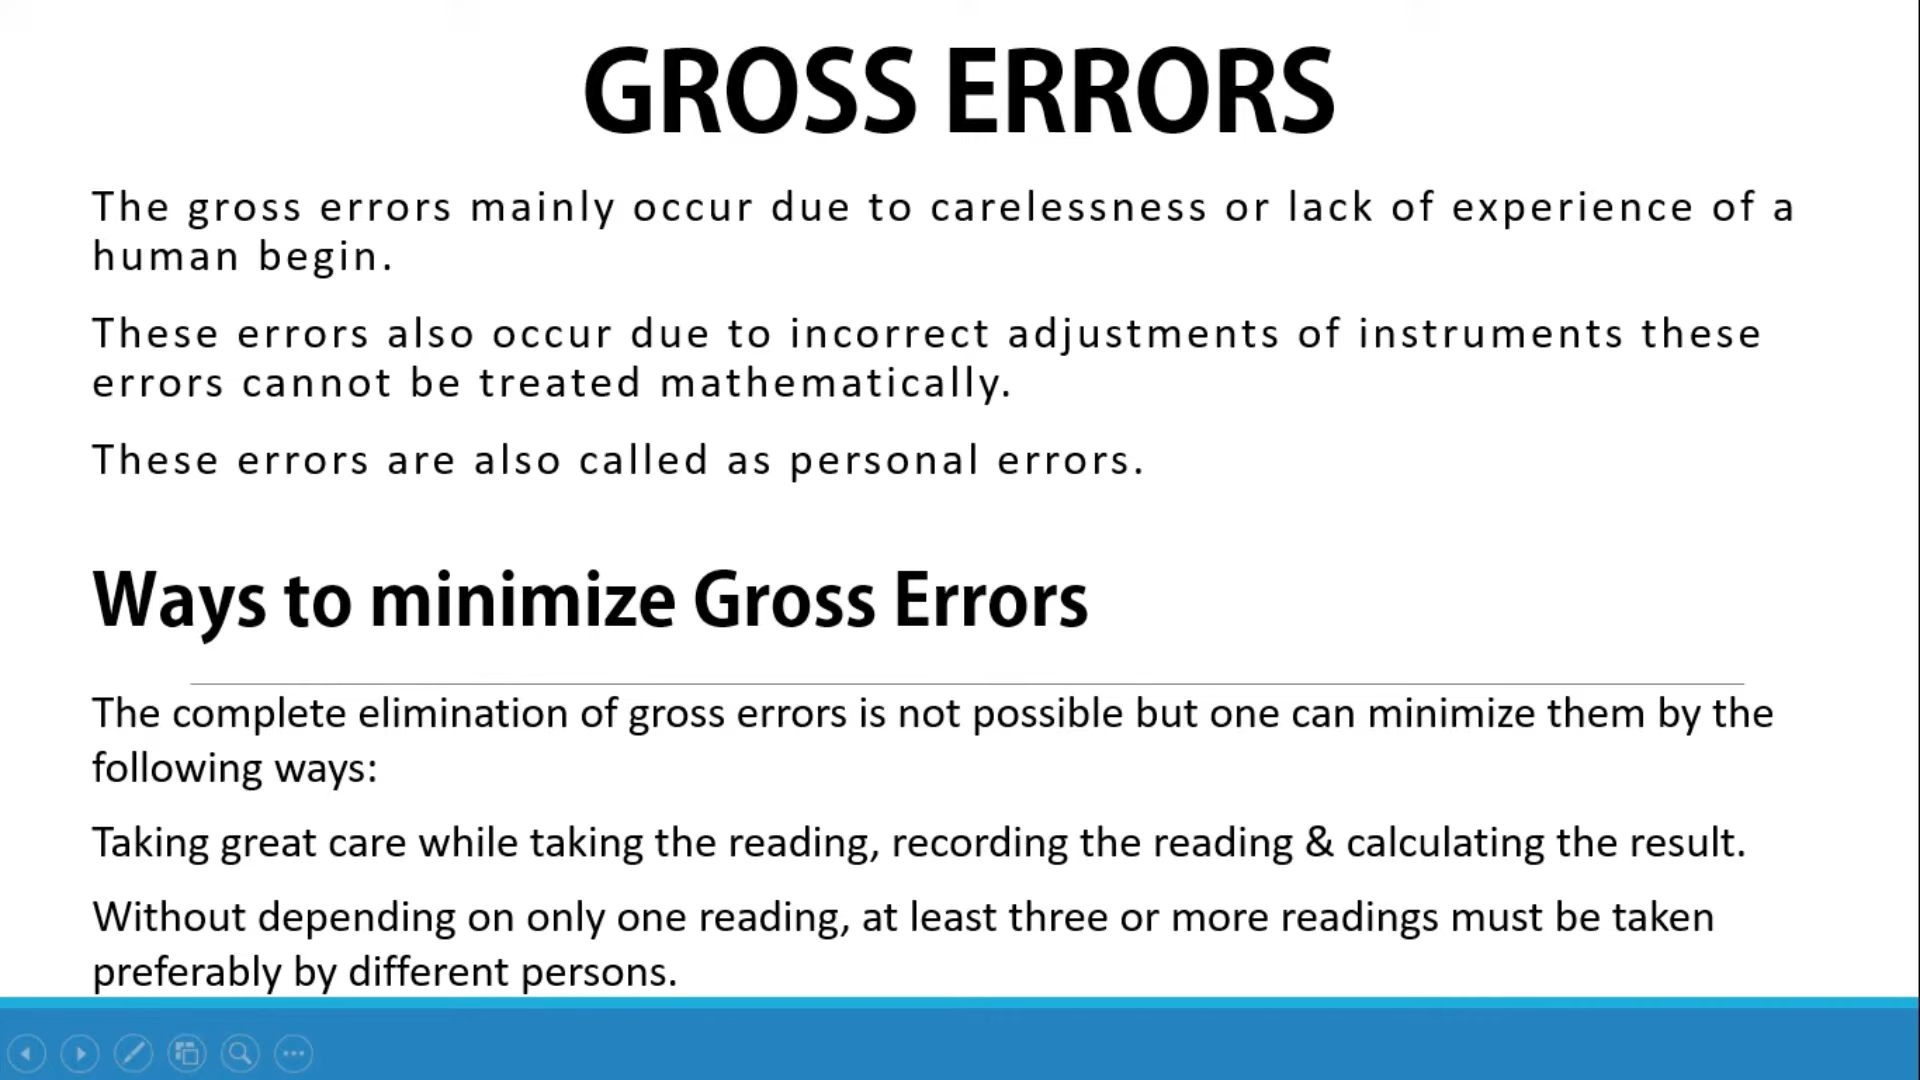 GROSS ERRORS
The gross errors mainly occur due to carelessness or lack of experience of a
human begin.
These errors also occur due to incorrect adjustments of instruments these
errors cannot be treated mathematically.
These errors are also called as personal errors.
Ways to minimize Gross Errors
The complete elimination of gross errors is not possible but one can minimize them by the
following ways:
Taking great care while taking the reading, recording the reading & calculating the result.
Without depending on only one reading, at least three or more readings must be taken
preferably by different persons.